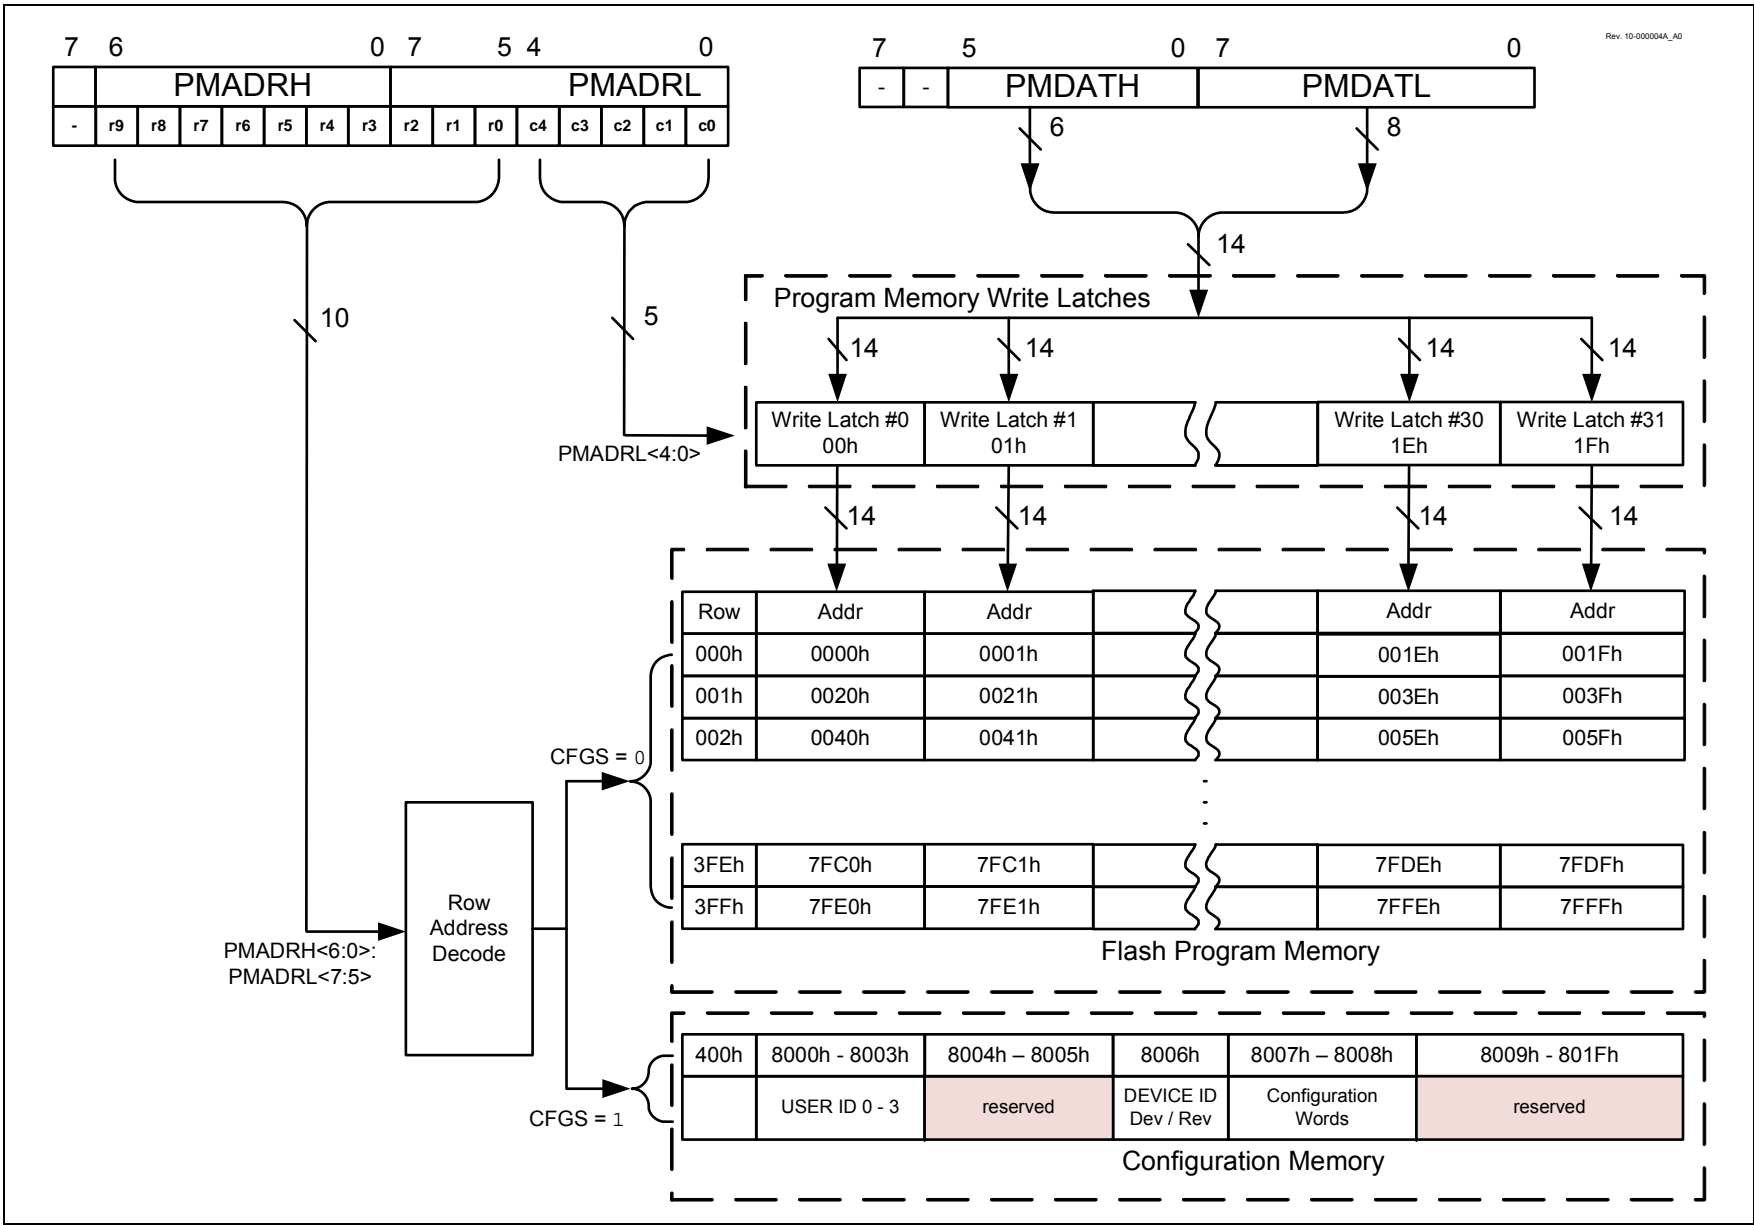 Rev. 10-000004A_A0
7 6 0 7 5 4 0
PMADRH PMADRL
- r9 r8 r7 r6 r5 r4 r3 r2 r1 r0 c4 c3 c2 c1 c0
7 5 0 7 0
- - PMDATH PMDATL
6 8
14
10
5
PMADRL<4:0>
Program Memory Write Latches
14 14 14 14
Write Latch #0 Write Latch #1 Write Latch #30 Write Latch #31
00h 01h 1Eh 1Fh
14 14 14 14
Row Addr Addr Addr Addr
000h 0000h 0001h 001Eh 001Fh
001h 0020h 0021h 003Eh 003Fh
002h 0040h 0041h 005Eh 005Fh
CFGS = 0
3FEh 7FC0h 7FC1h 7FDEh 7FDFh
3FFh 7FE0h 7FE1h 7FFEh 7FFFh
Flash Program Memory
Row
Address
Decode
PMADRH<6:0>:
PMADRL<7:5>
400h 8000h - 8003h 8004h – 8005h 8006h 8007h – 8008h 8009h - 801Fh
USER ID 0 - 3 reserved DEVICE ID Dev / Rev Configuration Words reserved
CFGS = 1
Configuration Memory